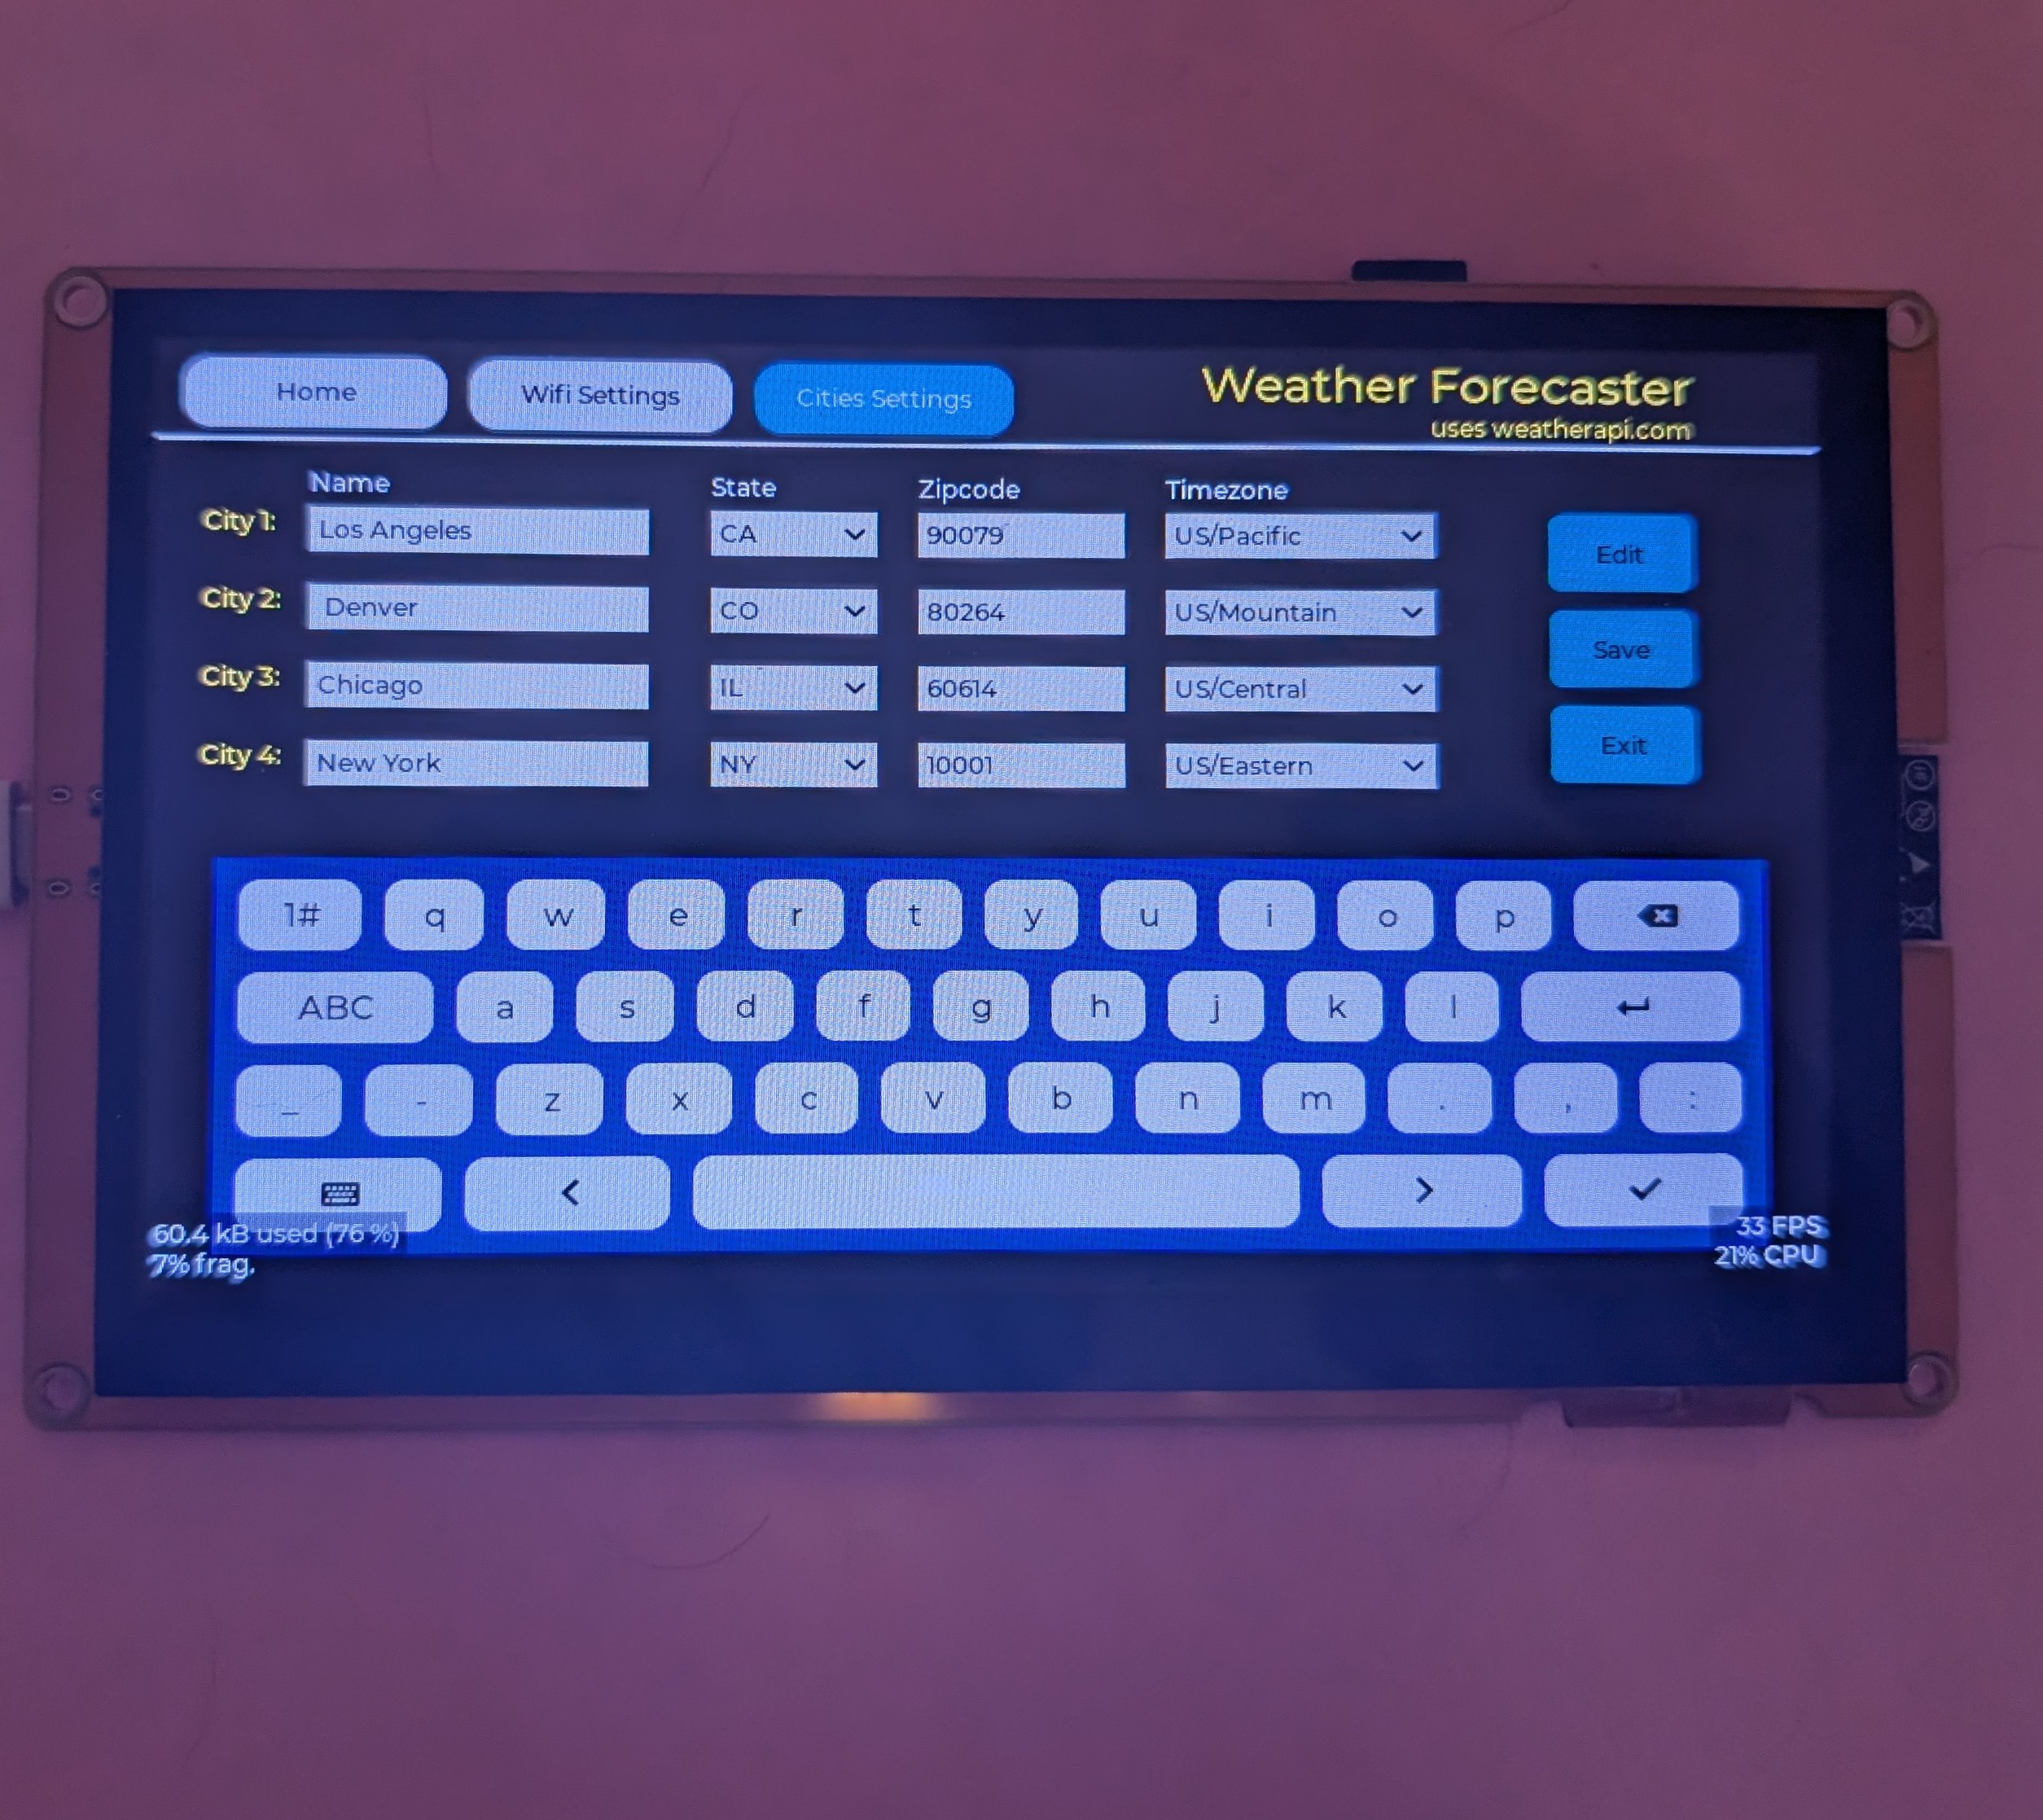 Home Wifi Settings Cities Settings Weather Forecaster
uses weatherapi.com
Name State Zipcode Timezone
City 1: Los Angeles CA 90079 US/Pacific Edit
City 2: Denver CO 80264 US/Mountain Save
City 3: Chicago IL 60614 US/Central
City 4: New York NY 10001 US/Eastern Exit
1# q w e r t y u i o p
ABC a s d f g h j k l
_ - z x c v b n m . , :
< >
60.4 kB used (76 %) 33 FPS
7% frag. 21% CPU